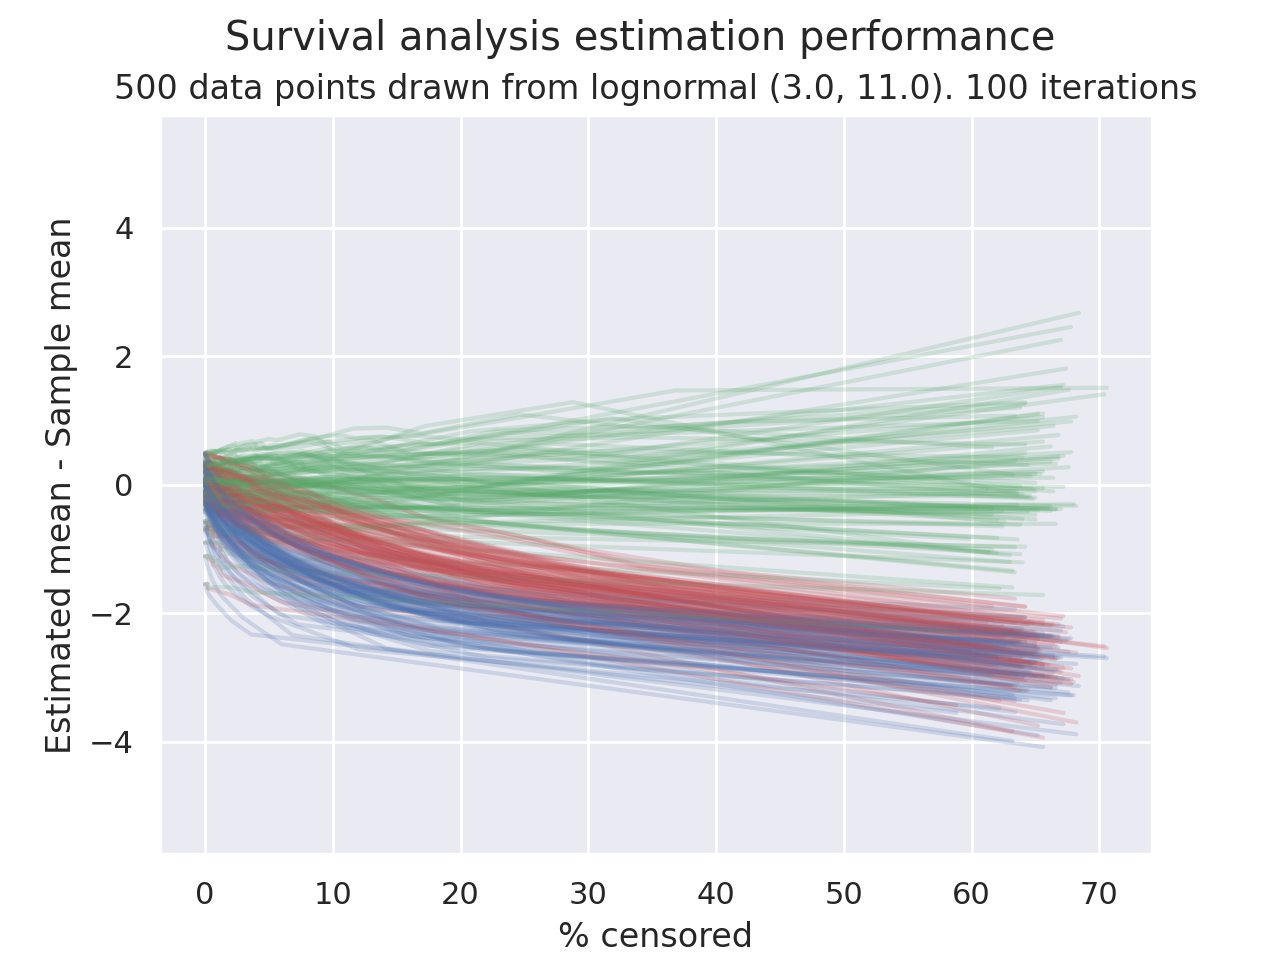 Survival analysis estimation performance
500 data points drawn from lognormal (3.0, 11.0). 100 iterations
Estimated mean - Sample mean
4
2
0
−2
−4
0 10 20 30 40 50 60 70
% censored